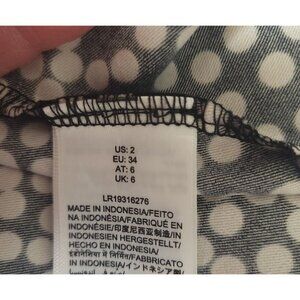 US: 2
EU: 34
AT: 6
UK: 6
LR19316276
MADE IN INDONESIA/FEITO
NA INDONÉSIA/FABRIQUÉ EN
INDONÉSIE/印度尼西亚制造/IN
INDONESIEN HERGESTELLT/
HECHO EN INDONESIA/
इंडोनेशिया में निर्मित/FABBRICATO
IN INDONESIA/インドネシア製/